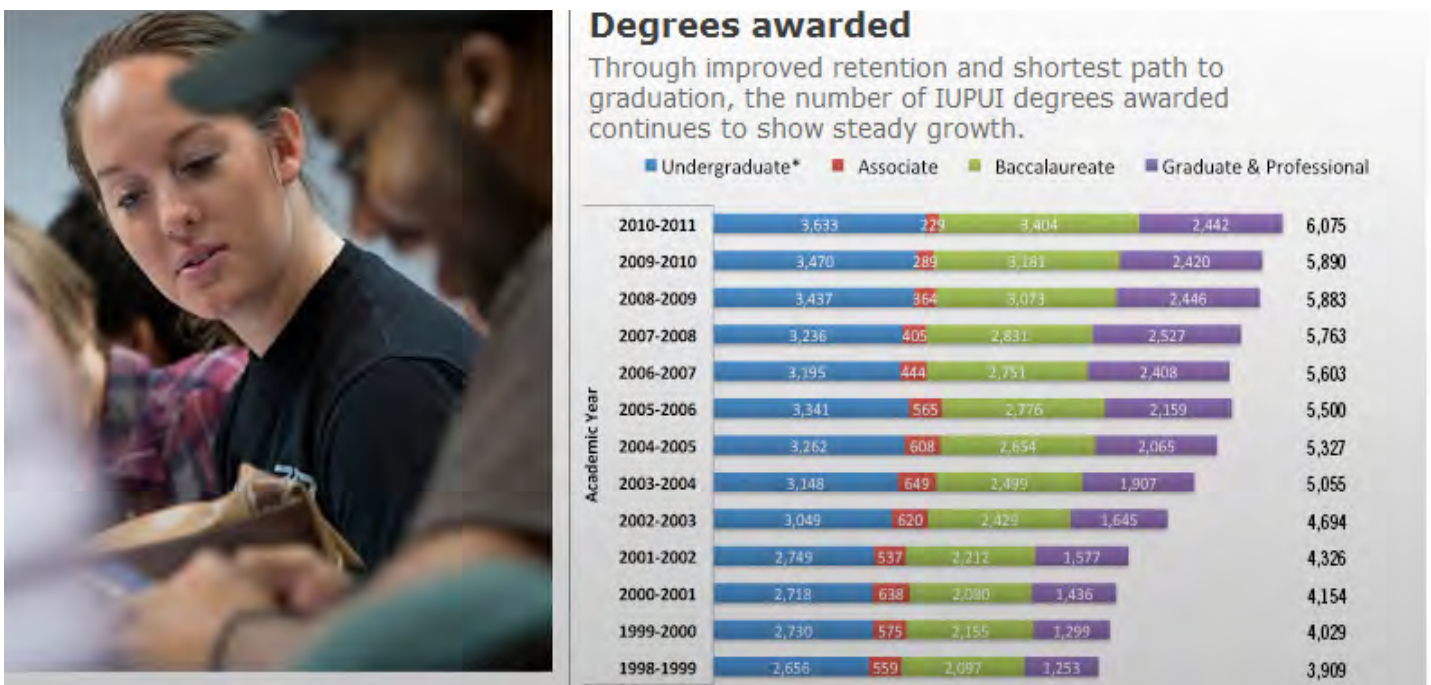 Degrees awarded
Through improved retention and shortest path to
graduation, the number of IUPUI degrees awarded
continues to show steady growth.
Undergraduate* Associate Baccalaureate Graduate & Professional
Academic Year
2010-2011 3,633 229 3,404 2,442 6,075
2009-2010 3,470 289 3,181 2,420 5,890
2008-2009 3,437 364 3,073 2,446 5,883
2007-2008 3,236 405 2,831 2,527 5,763
2006-2007 3,195 444 2,751 2,408 5,603
2005-2006 3,341 565 2,776 2,159 5,500
2004-2005 3,262 608 2,654 2,065 5,327
2003-2004 3,148 649 2,499 1,907 5,055
2002-2003 3,049 620 2,429 1,645 4,694
2001-2002 2,749 537 2,212 1,577 4,326
2000-2001 2,718 638 2,080 1,436 4,154
1999-2000 2,730 575 2,155 1,299 4,029
1998-1999 2,656 559 2,097 1,253 3,909